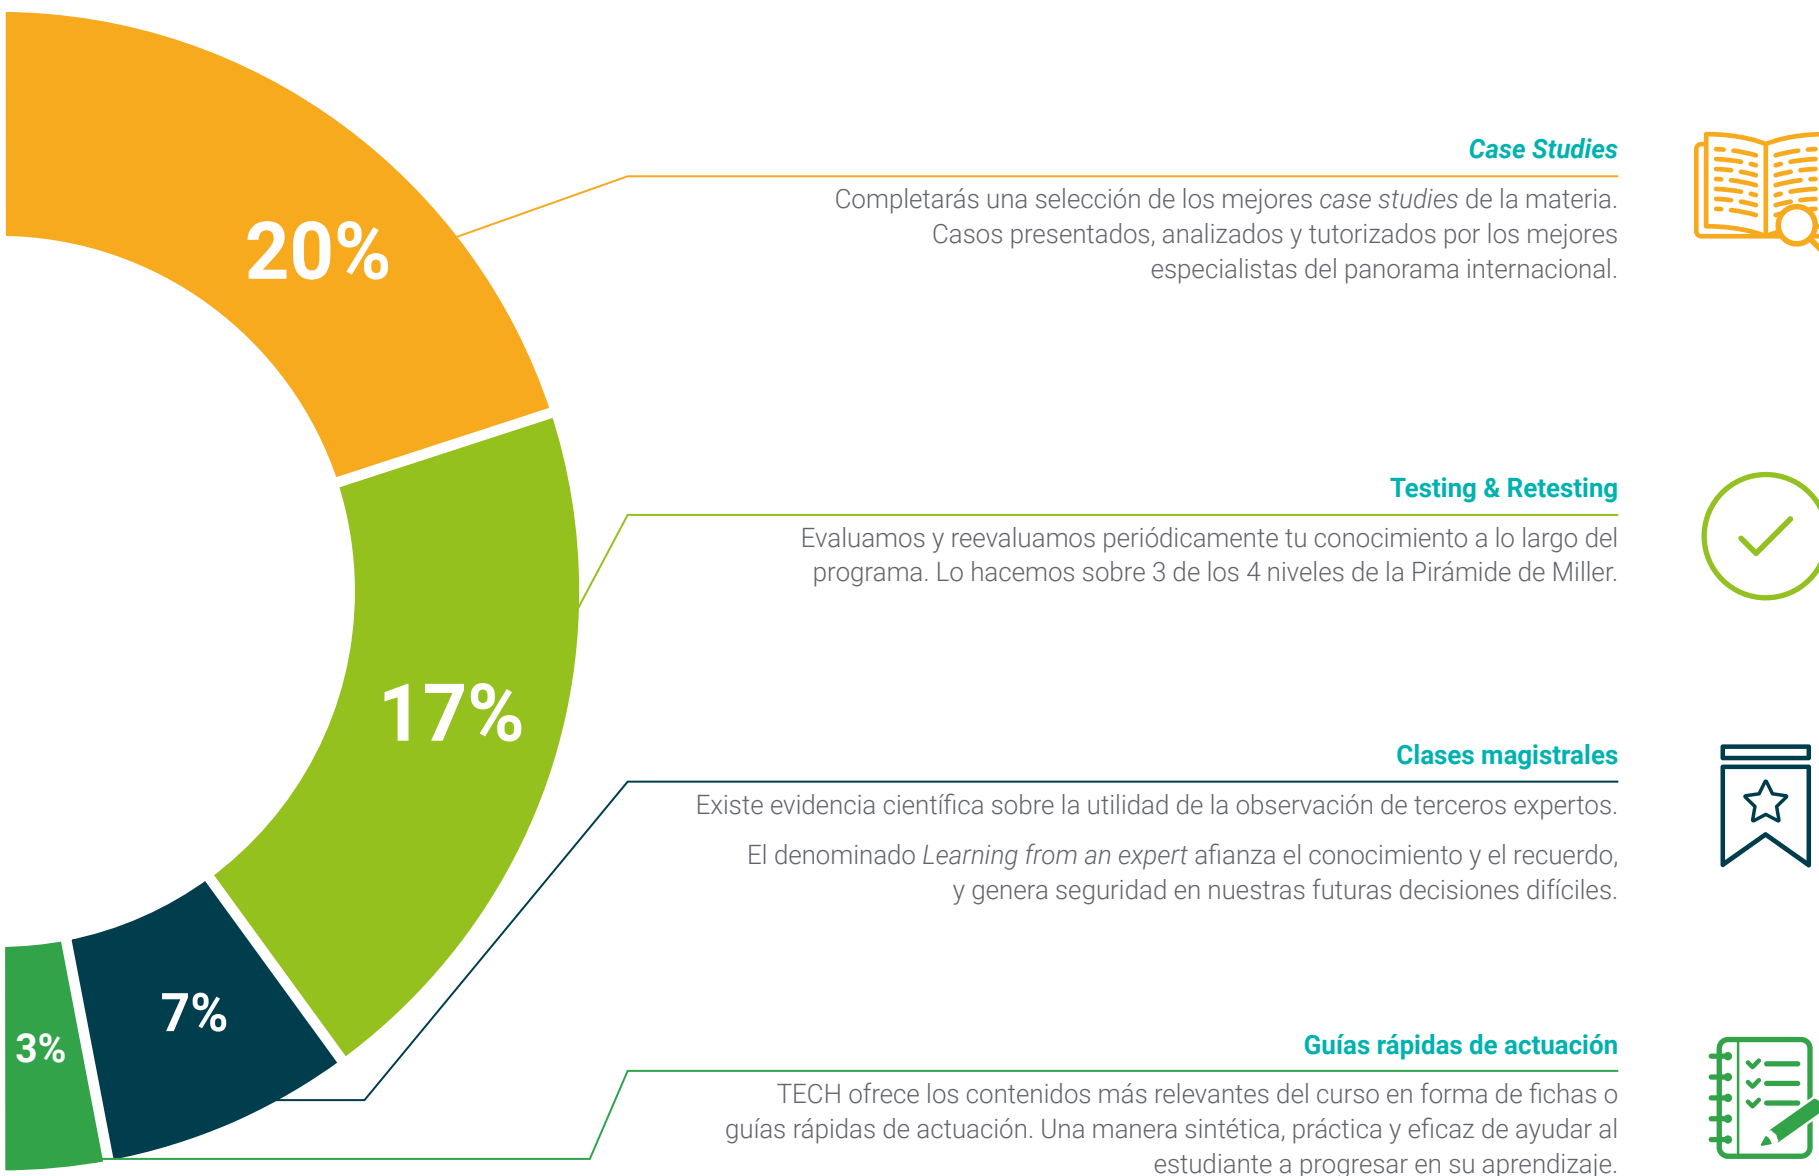 20%
Case Studies
Completarás una selección de los mejores case studies de la materia.
Casos presentados, analizados y tutorizados por los mejores
especialistas del panorama internacional.
Testing & Retesting
Evaluamos y reevaluamos periódicamente tu conocimiento a lo largo del
programa. Lo hacemos sobre 3 de los 4 niveles de la Pirámide de Miller.
17%
Clases magistrales
Existe evidencia científica sobre la utilidad de la observación de terceros expertos.
El denominado Learning from an expert afianza el conocimiento y el recuerdo,
y genera seguridad en nuestras futuras decisiones difíciles.
7%
3%
Guías rápidas de actuación
TECH ofrece los contenidos más relevantes del curso en forma de fichas o
guías rápidas de actuación. Una manera sintética, práctica y eficaz de ayudar al
estudiante a progresar en su aprendizaje.